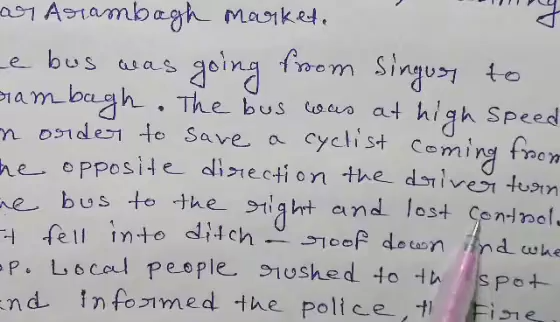 ar Arambagh market.
e bus was going from Singur to
rambagh. The bus was at high speed
n order to save a cyclist coming from
he opposite direction the driver turn
he bus to the right and lost control.
t fell into ditch - roof down and whe
p. Local people rushed to th spot
nd informed the police, th Fire